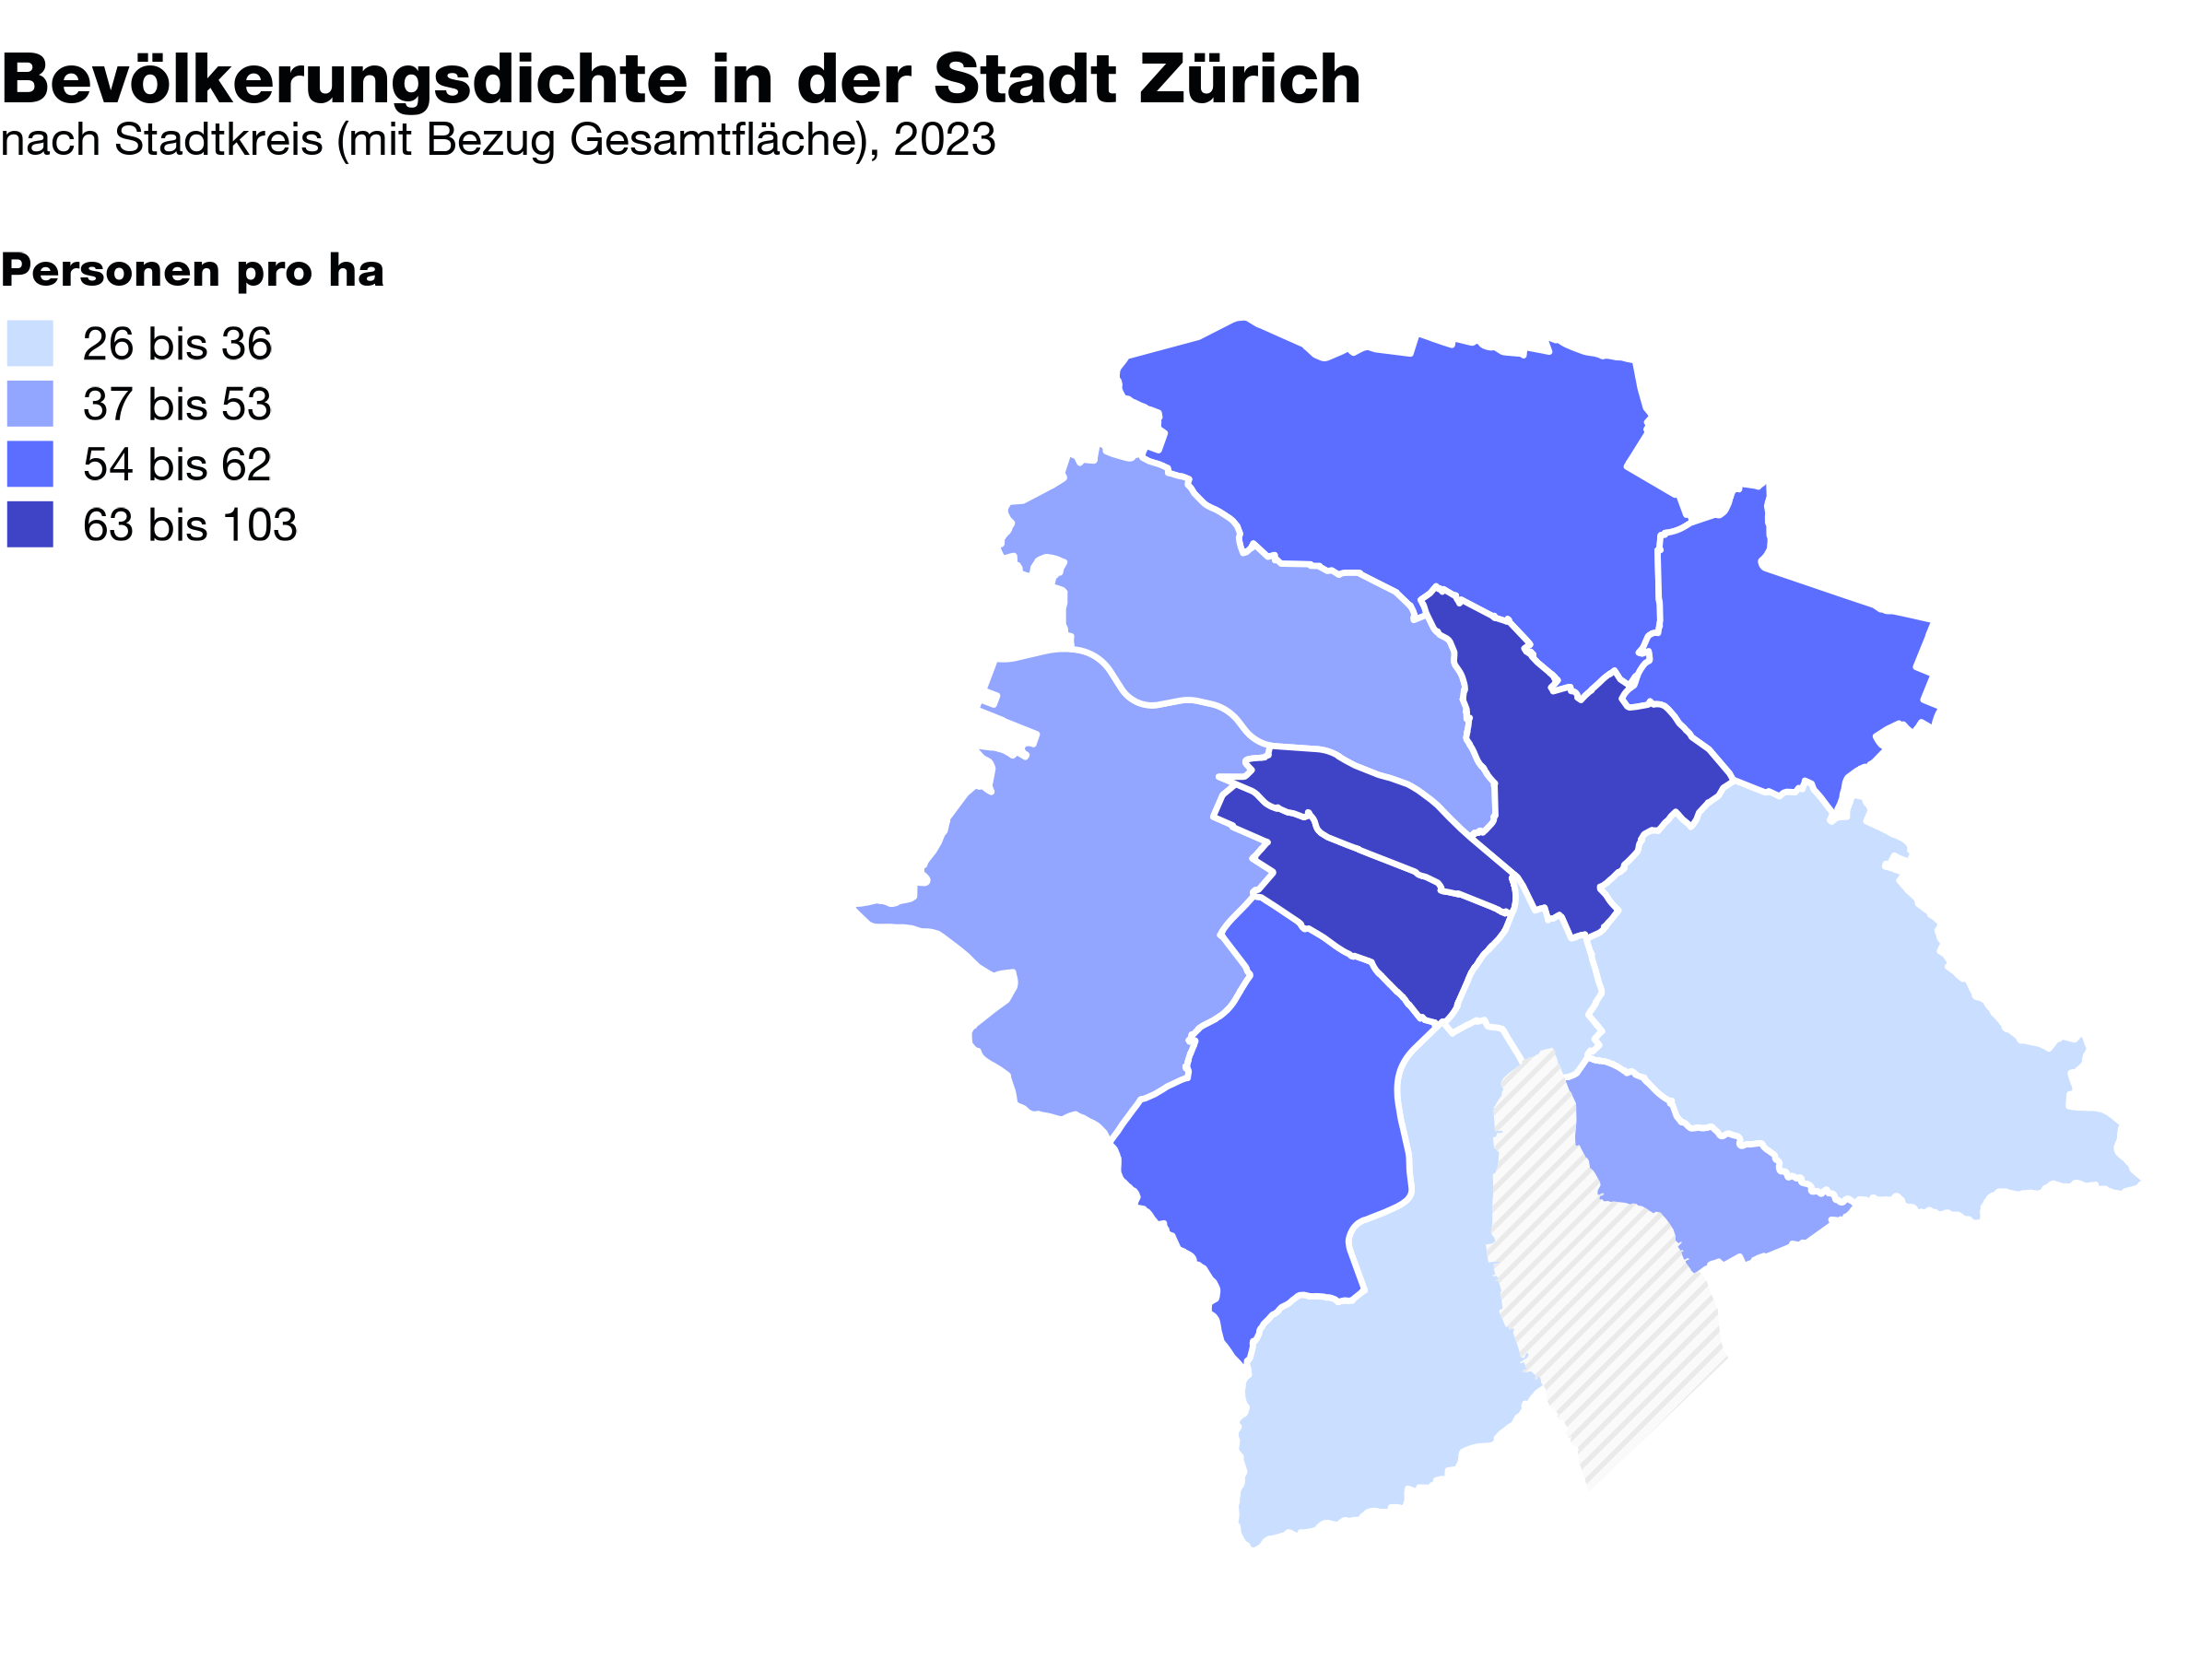 Bevölkerungsdichte in der Stadt Zürich
nach Stadtkreis (mit Bezug Gesamtfläche), 2023
Personen pro ha
26 bis 36
37 bis 53
54 bis 62
63 bis 103